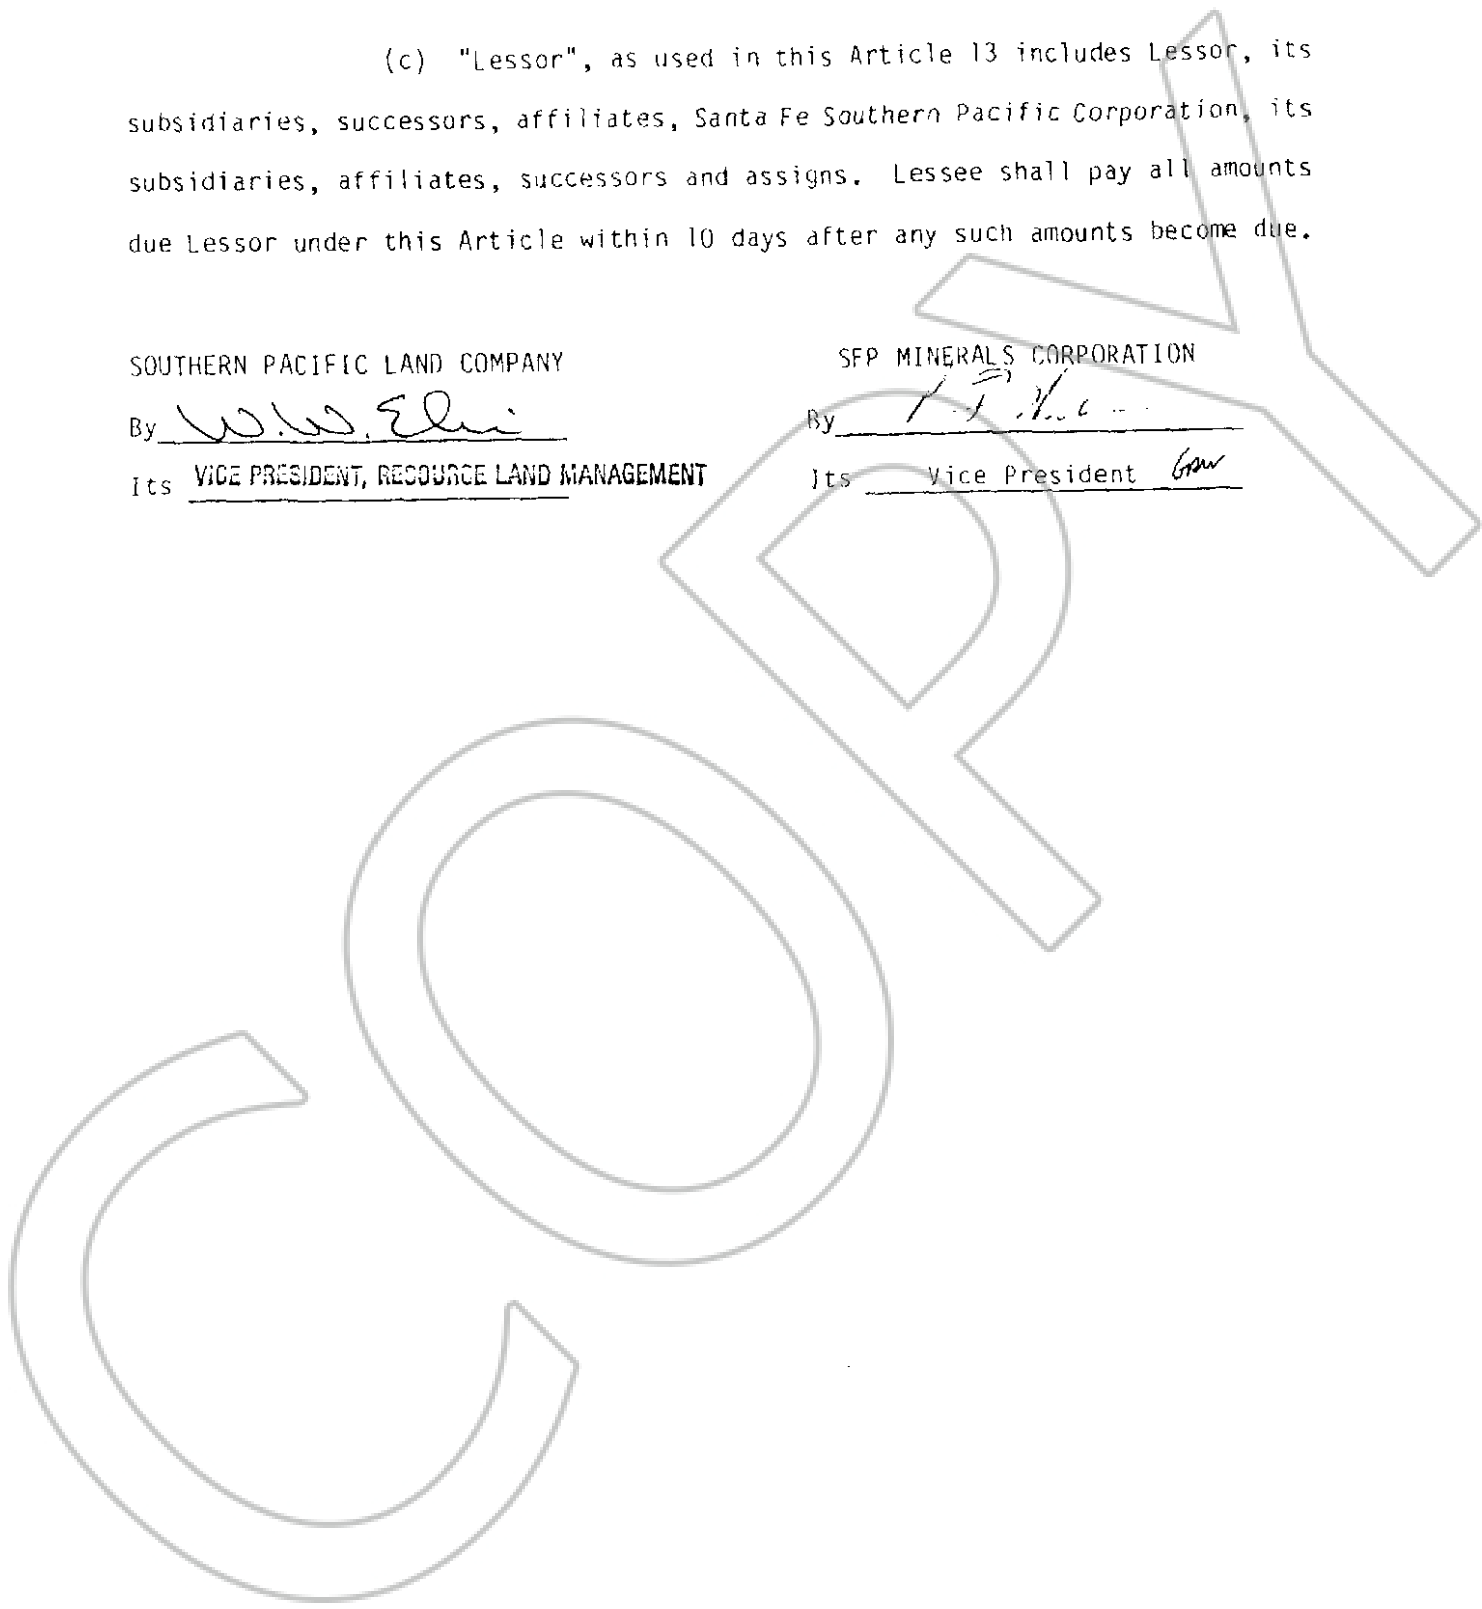 (c) "Lessor", as used in this Article 13 includes Lessor, its
subsidiaries, successors, affiliates, Santa Fe Southern Pacific Corporation, its
subsidiaries, affiliates, successors and assigns. Lessee shall pay all amounts
due Lessor under this Article within 10 days after any such amounts become due.
SOUTHERN PACIFIC LAND COMPANY
By W.W.
Its VICE PRESIDENT, RESOURCE LAND MANAGEMENT
SFP MINERALS CORPORATION
By
Its Vice President
COPY